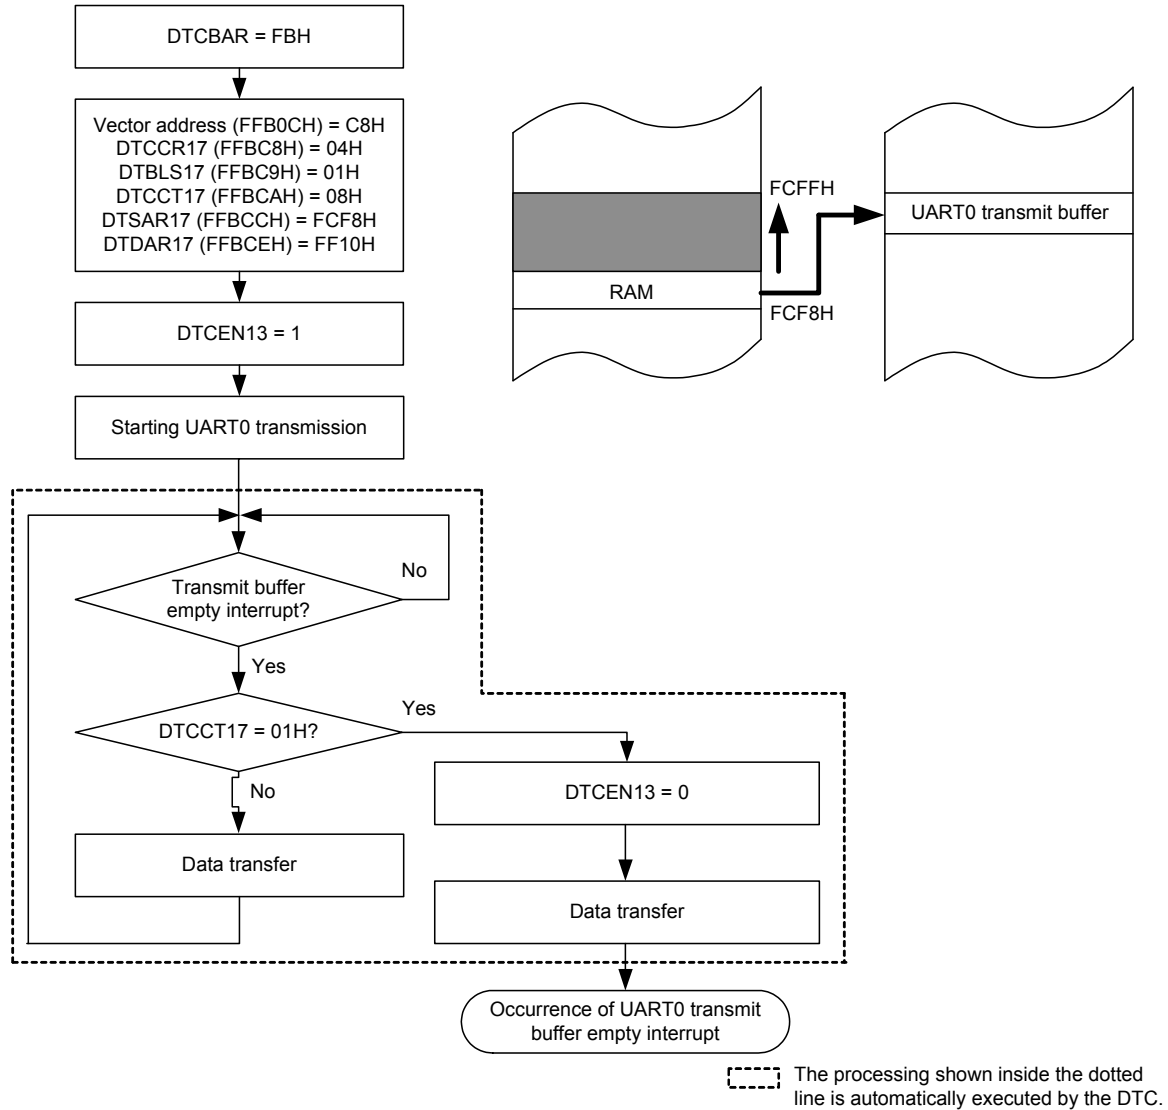 DTCBAR = FBH
Vector address (FFB0CH) = C8H
DTCCR17 (FFBC8H) = 04H
DTBLS17 (FFBC9H) = 01H
DTCCT17 (FFBCAH) = 08H
DTSAR17 (FFBCCH) = FCF8H
DTDAR17 (FFBCEH) = FF10H
DTCEN13 = 1
Starting UART0 transmission
FCFFH
RAM
FCF8H
UART0 transmit buffer
Transmit buffer
empty interrupt?
No
Yes
DTCCT17 = 01H?
Yes
No
Data transfer
DTCEN13 = 0
Data transfer
Occurrence of UART0 transmit
buffer empty interrupt
The processing shown inside the dotted
line is automatically executed by the DTC.